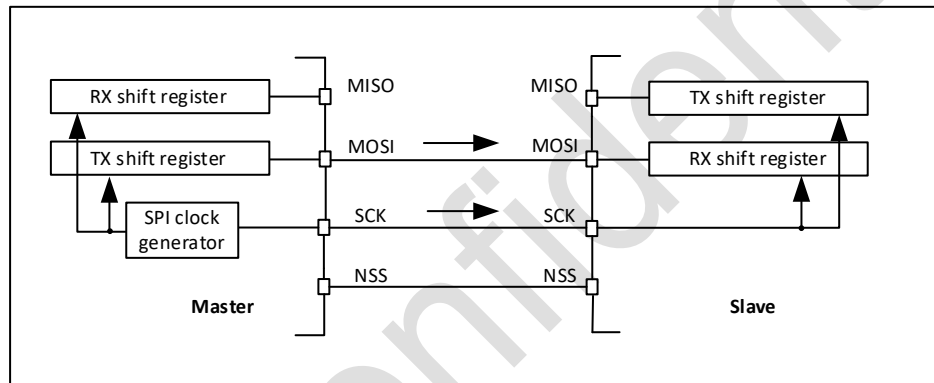 MISO
MISO
RX shift register
TX shift register
MOSI
MOSI
TX shift register
RX shift register
SCK
SCK
SPI clock
generator
NSS
NSS
Master
Slave